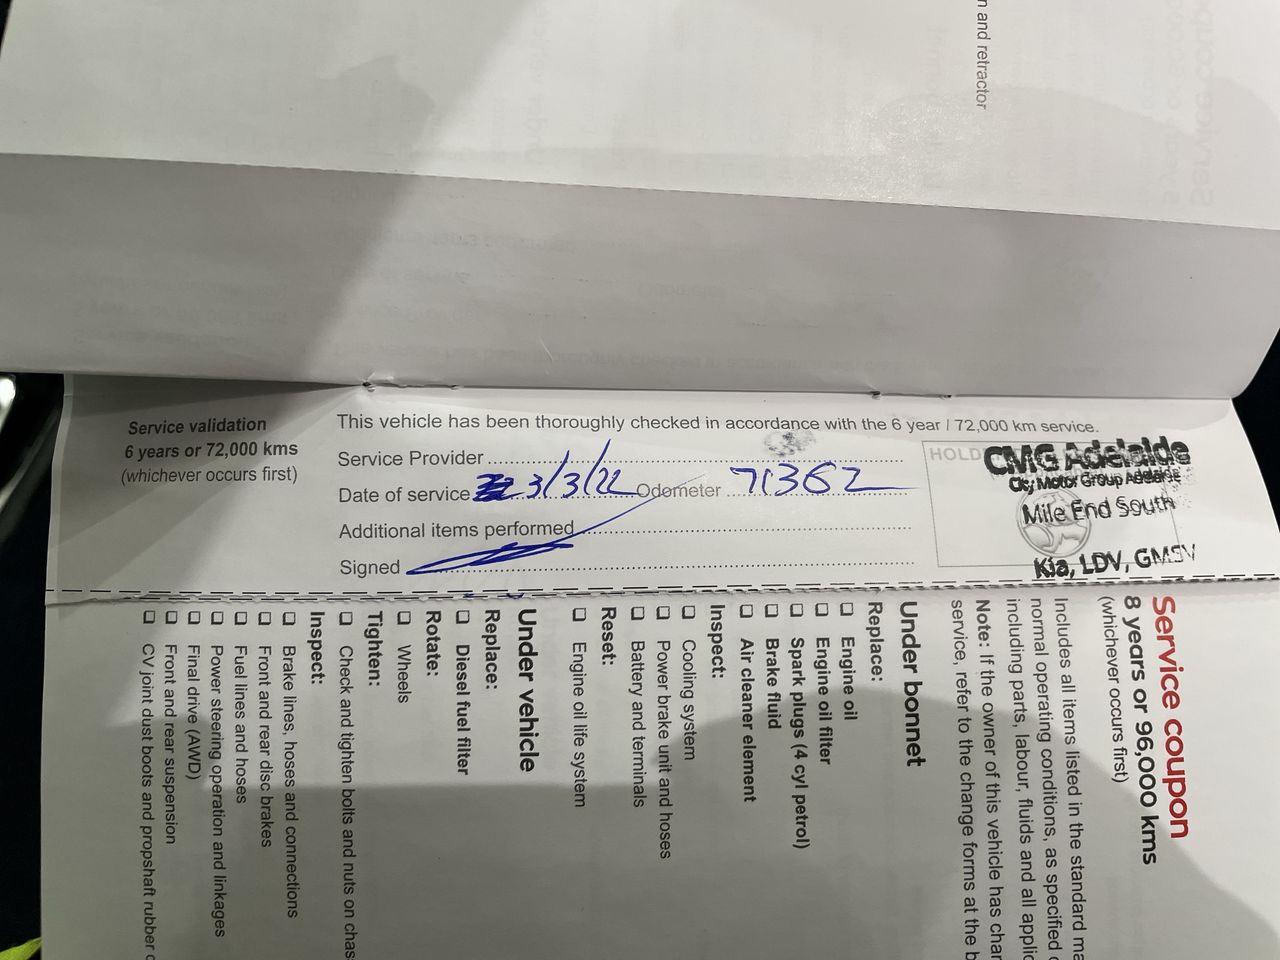 n and retractor
Service validation
6 years or 72,000 kms
(whichever occurs first)
This vehicle has been thoroughly checked in accordance with the 6 year / 72,000 km service.
Service Provider
Date of service 3/3/22 Odometer 71362
Additional items performed
Signed
HOLD
CMG Adelaide
City Motor Group Adelaide
Mile End South
Kia, LDV, GMSV
Service coupon
8 years or 96,000 kms
(whichever occurs first)
Includes all items listed in the standard ma
normal operating conditions, as specified
including parts, labour, fluids and all applic
Note: If the owner of this vehicle has char
service, refer to the change forms at the b
Under bonnet
Replace:
Engine oil
Engine oil filter
Spark plugs (4 cyl petrol)
Brake fluid
Air cleaner element
Inspect:
Cooling system
Power brake unit and hoses
Battery and terminals
Reset:
Engine oil life system
Under vehicle
Replace:
Diesel fuel filter
Rotate:
Wheels
Tighten:
Check and tighten bolts and nuts on chas
Inspect:
Brake lines, hoses and connections
Front and rear disc brakes
Fuel lines and hoses
Power steering operation and linkages
Final drive (AWD)
Front and rear suspension
CV joint dust boots and propshaft rubber c